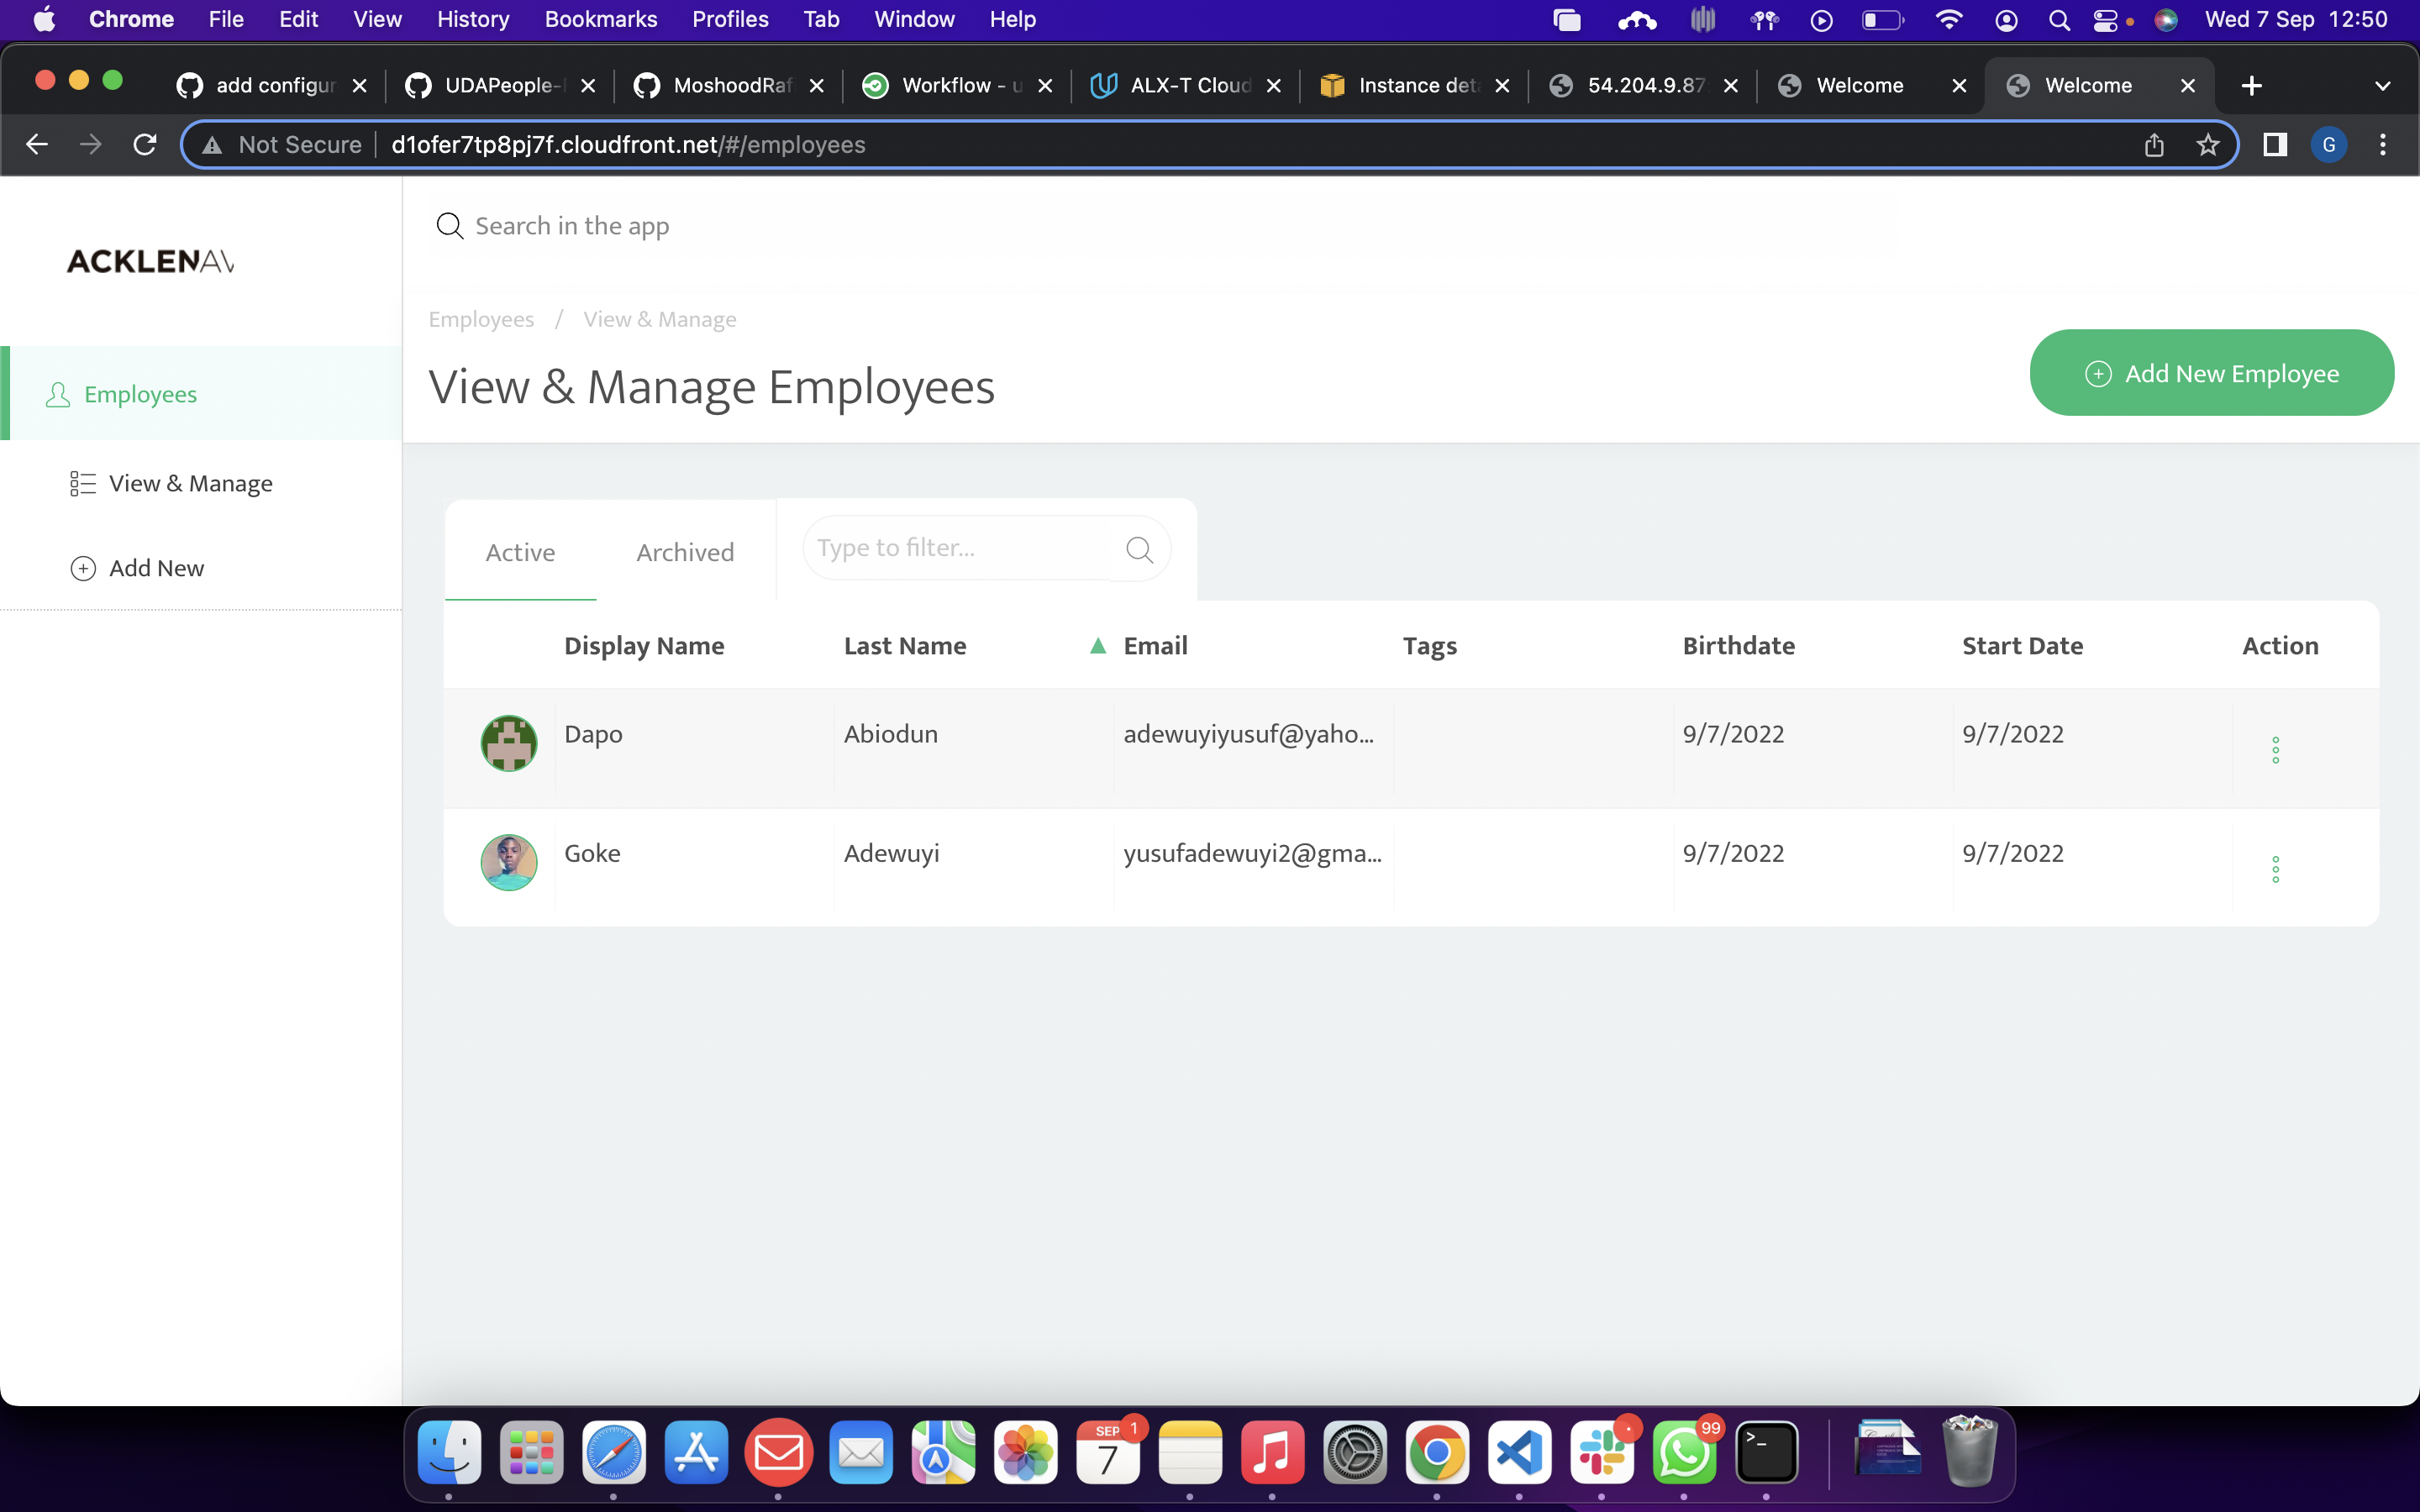 Chrome File Edit View History Bookmarks Profiles Tab Window Help Wed 7 Sep 12:50
add configur UDAPeople- MoshoodRaf Workflow - u ALX-T Cloud Instance det 54.204.9.87 Welcome Welcome
Not Secure d1ofer7tp8pj7f.cloudfront.net/#/employees G
Search in the app
ACKLENAV
Employees / View & Manage
View & Manage Employees
Add New Employee
Employees
View & Manage
Add New
Active Archived Type to filter...
Display Name Last Name Email Tags Birthdate Start Date Action
Dapo Abiodun adewuyiyusuf@yaho... 9/7/2022 9/7/2022
Goke Adewuyi yusufadewuyi2@gma... 9/7/2022 9/7/2022
SEP 7 1 99